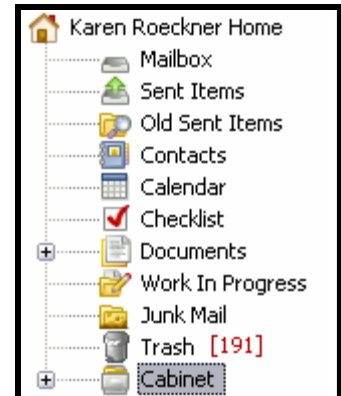 Karen Roeckner Home
Mailbox
Sent Items
Old Sent Items
Contacts
Calendar
Checklist
Documents
Work In Progress
Junk Mail
Trash [191]
Cabinet